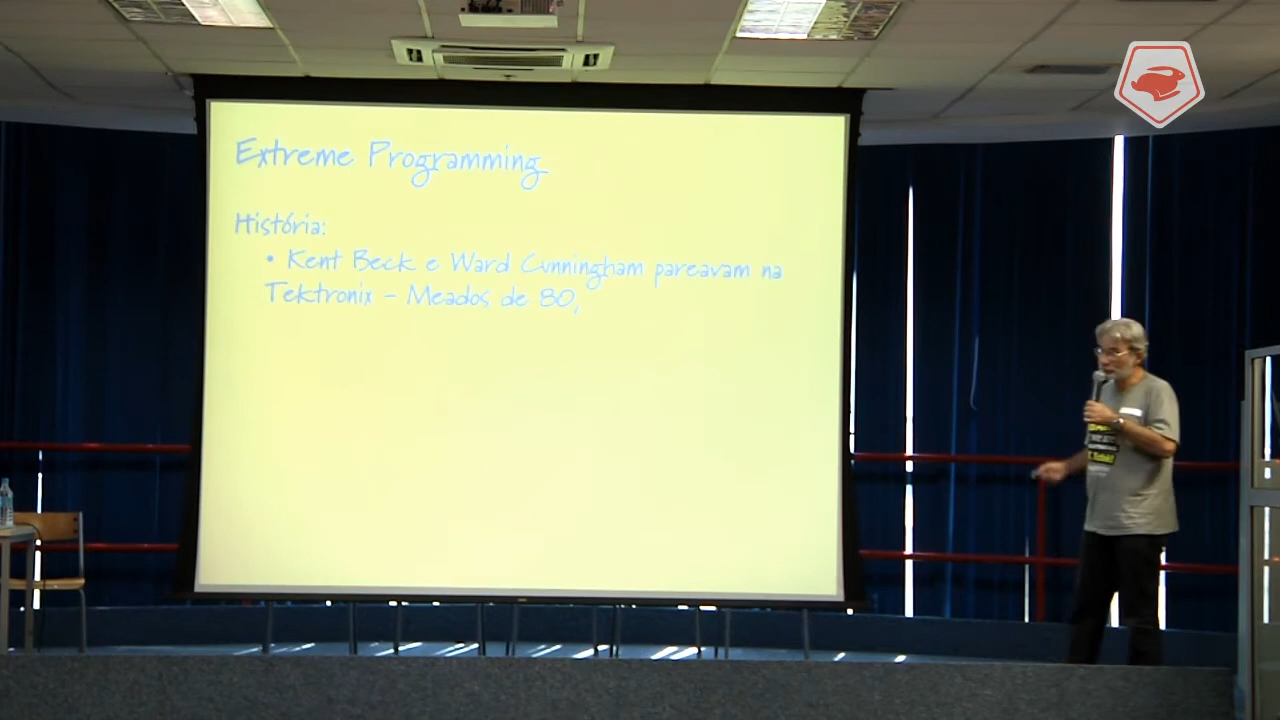 Extreme Programming
História:
• Kent Beck e Ward Cunningham pareavam na
Tektronix - Meados de 80,